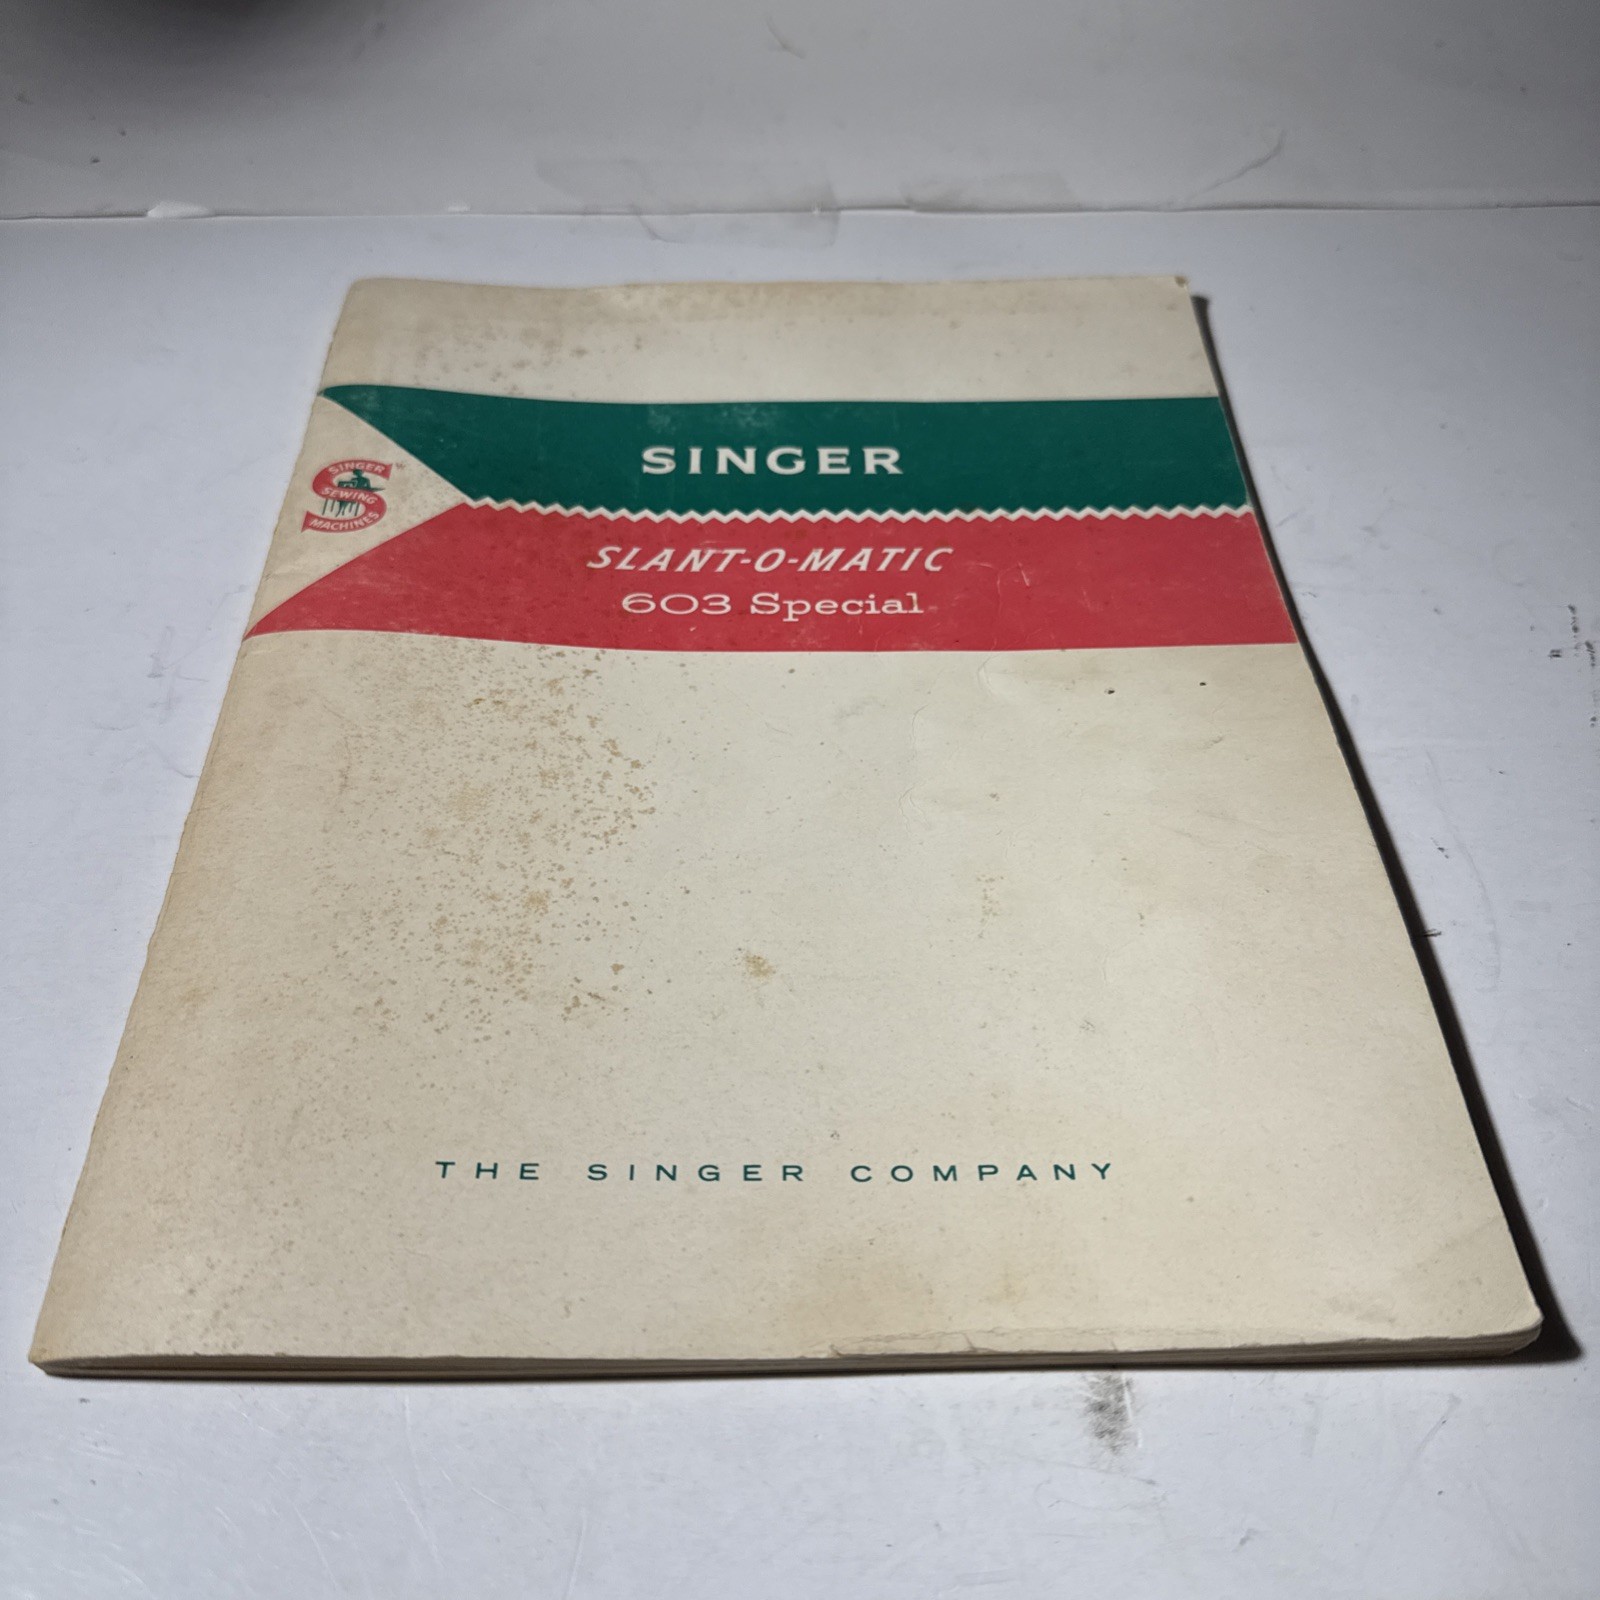 SINGER
SLANT-O-MATIC
603 Special
SINGER
SEWING
MACHINES
THE SINGER COMPANY